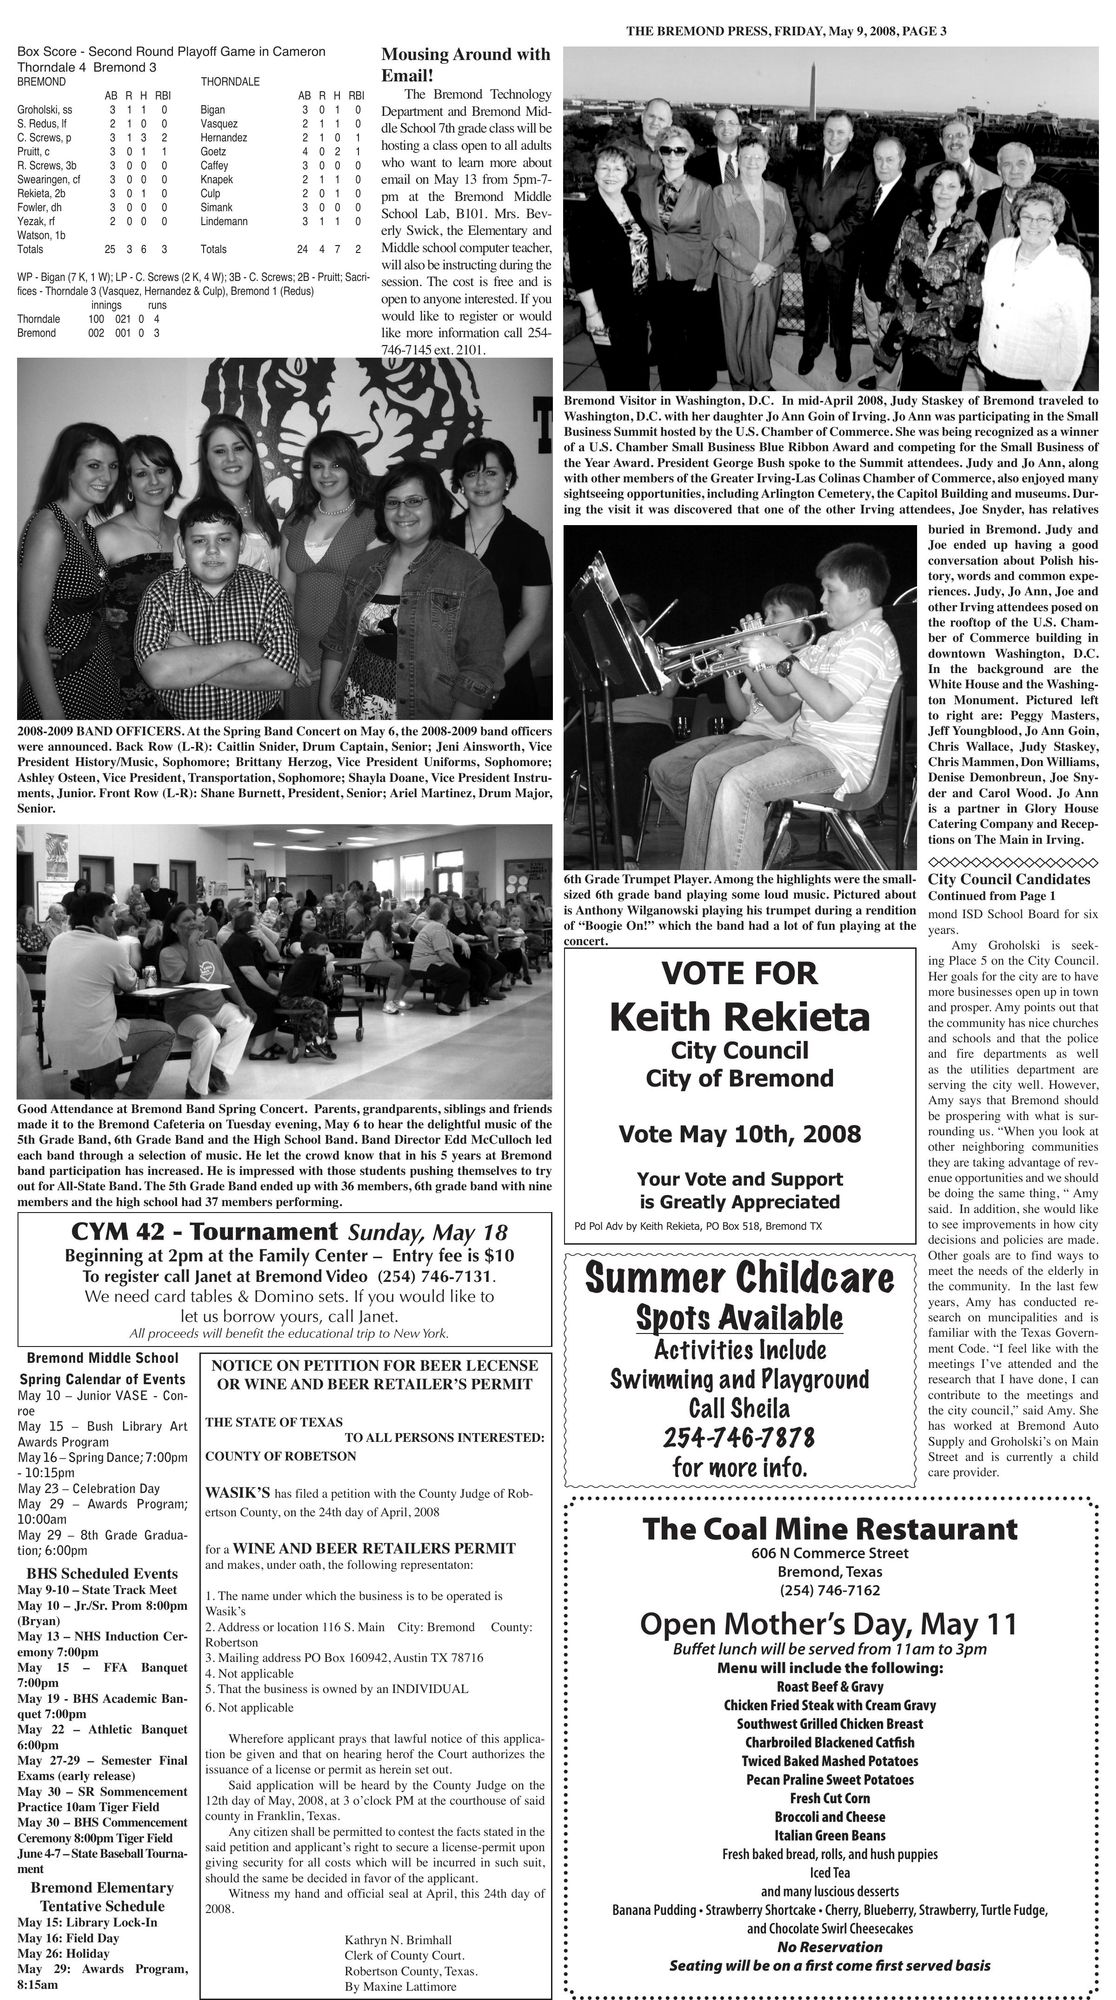 THE BREMOND PRESS, FRIDAY, May 9, 2008, PAGE 3
Box Score - Second Round Playoff Game in Cameron
Thorndale 4 Bremond 3
BREMOND THORNDALE
AB R H RBI AB R H RBI
Groholski, ss 3 1 1 0 Bigan 3 0 1 0
S. Redus, lf 2 1 0 0 Vasquez 2 1 1 0
C. Screws, p 3 1 3 2 Hernandez 2 1 0 1
Pruitt, c 3 0 1 1 Goetz 4 0 2 1
R. Screws, 3b 3 0 0 0 Caffey 3 0 0 0
Swearingen, cf 3 0 0 0 Knapek 2 1 1 0
Rekieta, 2b 3 0 1 0 Culp 2 0 1 0
Fowler, dh 3 0 0 0 Simank 3 0 0 0
Yezak, rf 2 0 0 0 Lindemann 3 1 1 0
Watson, 1b
Totals 25 3 6 3 Totals 24 4 7 2
WP - Bigan (7 K, 1 W); LP - C. Screws (2 K, 4 W); 3B - C. Screws; 2B - Pruitt; Sacri-
fices - Thorndale 3 (Vasquez, Hernandez & Culp), Bremond 1 (Redus)
innings runs
Thorndale 100 021 0 4
Bremond 002 001 0 3
Mousing Around with
Email!
The Bremond Technology
Department and Bremond Mid-
dle School 7th grade class will be
hosting a class open to all adults
who want to learn more about
email on May 13 from 5pm-7-
pm at the Bremond Middle
School Lab, B101. Mrs. Bev-
erly Swick, the Elementary and
Middle school computer teacher,
will also be instructing during the
session. The cost is free and is
open to anyone interested. If you
would like to register or would
like more information call 254-
746-7145 ext. 2101.
2008-2009 BAND OFFICERS. At the Spring Band Concert on May 6, the 2008-2009 band officers
were announced. Back Row (L-R): Caitlin Snider, Drum Captain, Senior; Jeni Ainsworth, Vice
President History/Music, Sophomore; Brittany Herzog, Vice President Uniforms, Sophomore;
Ashley Osteen, Vice President, Transportation, Sophomore; Shayla Doane, Vice President Instru-
ments, Junior. Front Row (L-R): Shane Burnett, President, Senior; Ariel Martinez, Drum Major,
Senior.
Good Attendance at Bremond Band Spring Concert. Parents, grandparents, siblings and friends
made it to the Bremond Cafeteria on Tuesday evening, May 6 to hear the delightful music of the
5th Grade Band, 6th Grade Band and the High School Band. Band Director Edd McCulloch led
each band through a selection of music. He let the crowd know that in his 5 years at Bremond
band participation has increased. He is impressed with those students pushing themselves to try
out for All-State Band. The 5th Grade Band ended up with 36 members, 6th grade band with nine
members and the high school had 37 members performing.
CYM 42 - Tournament Sunday, May 18
Beginning at 2pm at the Family Center – Entry fee is $10
To register call Janet at Bremond Video (254) 746-7131.
We need card tables & Domino sets. If you would like to
let us borrow yours, call Janet.
All proceeds will benefit the educational trip to New York.
Bremond Middle School
Spring Calendar of Events
May 10 – Junior VASE - Con-
roe
May 15 – Bush Library Art
Awards Program
May 16 – Spring Dance; 7:00pm
- 10:15pm
May 23 – Celebration Day
May 29 – Awards Program;
10:00am
May 29 – 8th Grade Gradua-
tion; 6:00pm
BHS Scheduled Events
May 9-10 – State Track Meet
May 10 – Jr./Sr. Prom 8:00pm
(Bryan)
May 13 – NHS Induction Cer-
emony 7:00pm
May 15 – FFA Banquet
7:00pm
May 19 - BHS Academic Ban-
quet 7:00pm
May 22 – Athletic Banquet
6:00pm
May 27-29 – Semester Final
Exams (early release)
May 30 – SR Sommencement
Practice 10am Tiger Field
May 30 – BHS Commencement
Ceremony 8:00pm Tiger Field
June 4-7 – State Baseball Tourna-
ment
Bremond Elementary
Tentative Schedule
May 15: Library Lock-In
May 16: Field Day
May 26: Holiday
May 29: Awards Program,
8:15am
NOTICE ON PETITION FOR BEER LECENSE
OR WINE AND BEER RETAILER'S PERMIT
THE STATE OF TEXAS
TO ALL PERSONS INTERESTED:
COUNTY OF ROBETSON
WASIK'S has filed a petition with the County Judge of Rob-
ertson County, on the 24th day of April, 2008
for a WINE AND BEER RETAILERS PERMIT
and makes, under oath, the following representaton:
1. The name under which the business is to be operated is
Wasik's
2. Address or location 116 S. Main City: Bremond County:
Robertson
3. Mailing address PO Box 160942, Austin TX 78716
4. Not applicable
5. That the business is owned by an INDIVIDUAL
6. Not applicable
Wherefore applicant prays that lawful notice of this applica-
tion be given and that on hearing herof the Court authorizes the
issuance of a license or permit as herein set out.
Said application will be heard by the County Judge on the
12th day of May, 2008, at 3 o'clock PM at the courthouse of said
county in Franklin, Texas.
Any citizen shall be permitted to contest the facts stated in the
said petition and applicant's right to secure a license-permit upon
giving security for all costs which will be incurred in such suit,
should the same be decided in favor of the applicant.
Witness my hand and official seal at April, this 24th day of
2008.
Kathryn N. Brimhall
Clerk of County Court.
Robertson County, Texas.
By Maxine Lattimore
Bremond Visitor in Washington, D.C. In mid-April 2008, Judy Staskey of Bremond traveled to
Washington, D.C. with her daughter Jo Ann Goin of Irving. Jo Ann was participating in the Small
Business Summit hosted by the U.S. Chamber of Commerce. She was being recognized as a winner
of a U.S. Chamber Small Business Blue Ribbon Award and competing for the Small Business of
the Year Award. President George Bush spoke to the Summit attendees. Judy and Jo Ann, along
with other members of the Greater Irving-Las Colinas Chamber of Commerce, also enjoyed many
sightseeing opportunities, including Arlington Cemetery, the Capitol Building and museums. Dur-
ing the visit it was discovered that one of the other Irving attendees, Joe Snyder, has relatives
buried in Bremond. Judy and
Joe ended up having a good
conversation about Polish his-
tory, words and common expe-
riences. Judy, Jo Ann, Joe and
other Irving attendees posed on
the rooftop of the U.S. Cham-
ber of Commerce building in
downtown Washington, D.C.
In the background are the
White House and the Washing-
ton Monument. Pictured left
to right are: Peggy Masters,
Jeff Youngblood, Jo Ann Goin,
Chris Wallace, Judy Staskey,
Chris Mammen, Don Williams,
Denise Demonbreun, Joe Sny-
der and Carol Wood. Jo Ann
is a partner in Glory House
Catering Company and Recep-
tions on The Main in Irving.
6th Grade Trumpet Player. Among the highlights were the small-
sized 6th grade band playing some loud music. Pictured about
is Anthony Wilganowski playing his trumpet during a rendition
of “Boogie On!” which the band had a lot of fun playing at the
concert.
VOTE FOR
Keith Rekieta
City Council
City of Bremond
Vote May 10th, 2008
Your Vote and Support
is Greatly Appreciated
Pd Pol Adv by Keith Rekieta, PO Box 518, Bremond TX
Summer Childcare
Spots Available
Activities Include
Swimming and Playground
Call Sheila
254-746-7878
for more info.
City Council Candidates
Continued from Page 1
mond ISD School Board for six
years.
Amy Groholski is seek-
ing Place 5 on the City Council.
Her goals for the city are to have
more businesses open up in town
and prosper. Amy points out that
the community has nice churches
and schools and that the police
and fire departments as well
as the utilities department are
serving the city well. However,
Amy says that Bremond should
be prospering with what is sur-
rounding us. “When you look at
other neighboring communities
they are taking advantage of rev-
enue opportunities and we should
be doing the same thing, “ Amy
said. In addition, she would like
to see improvements in how city
decisions and policies are made.
Other goals are to find ways to
meet the needs of the elderly in
the community. In the last few
years, Amy has conducted re-
search on muncipalities and is
familiar with the Texas Govern-
ment Code. “I feel like with the
meetings I've attended and the
research that I have done, I can
contribute to the meetings and
the city council,” said Amy. She
has worked at Bremond Auto
Supply and Groholski's on Main
Street and is currently a child
care provider.
The Coal Mine Restaurant
606 N Commerce Street
Bremond, Texas
(254) 746-7162
Open Mother's Day, May 11
Buffet lunch will be served from 11am to 3pm
Menu will include the following:
Roast Beef & Gravy
Chicken Fried Steak with Cream Gravy
Southwest Grilled Chicken Breast
Charbroiled Blackened Catfish
Twiced Baked Mashed Potatoes
Pecan Praline Sweet Potatoes
Fresh Cut Corn
Broccoli and Cheese
Italian Green Beans
Fresh baked bread, rolls, and hush puppies
Iced Tea
and many luscious desserts
Banana Pudding • Strawberry Shortcake • Cherry, Blueberry, Strawberry, Turtle Fudge,
and Chocolate Swirl Cheesecakes
No Reservation
Seating will be on a first come first served basis